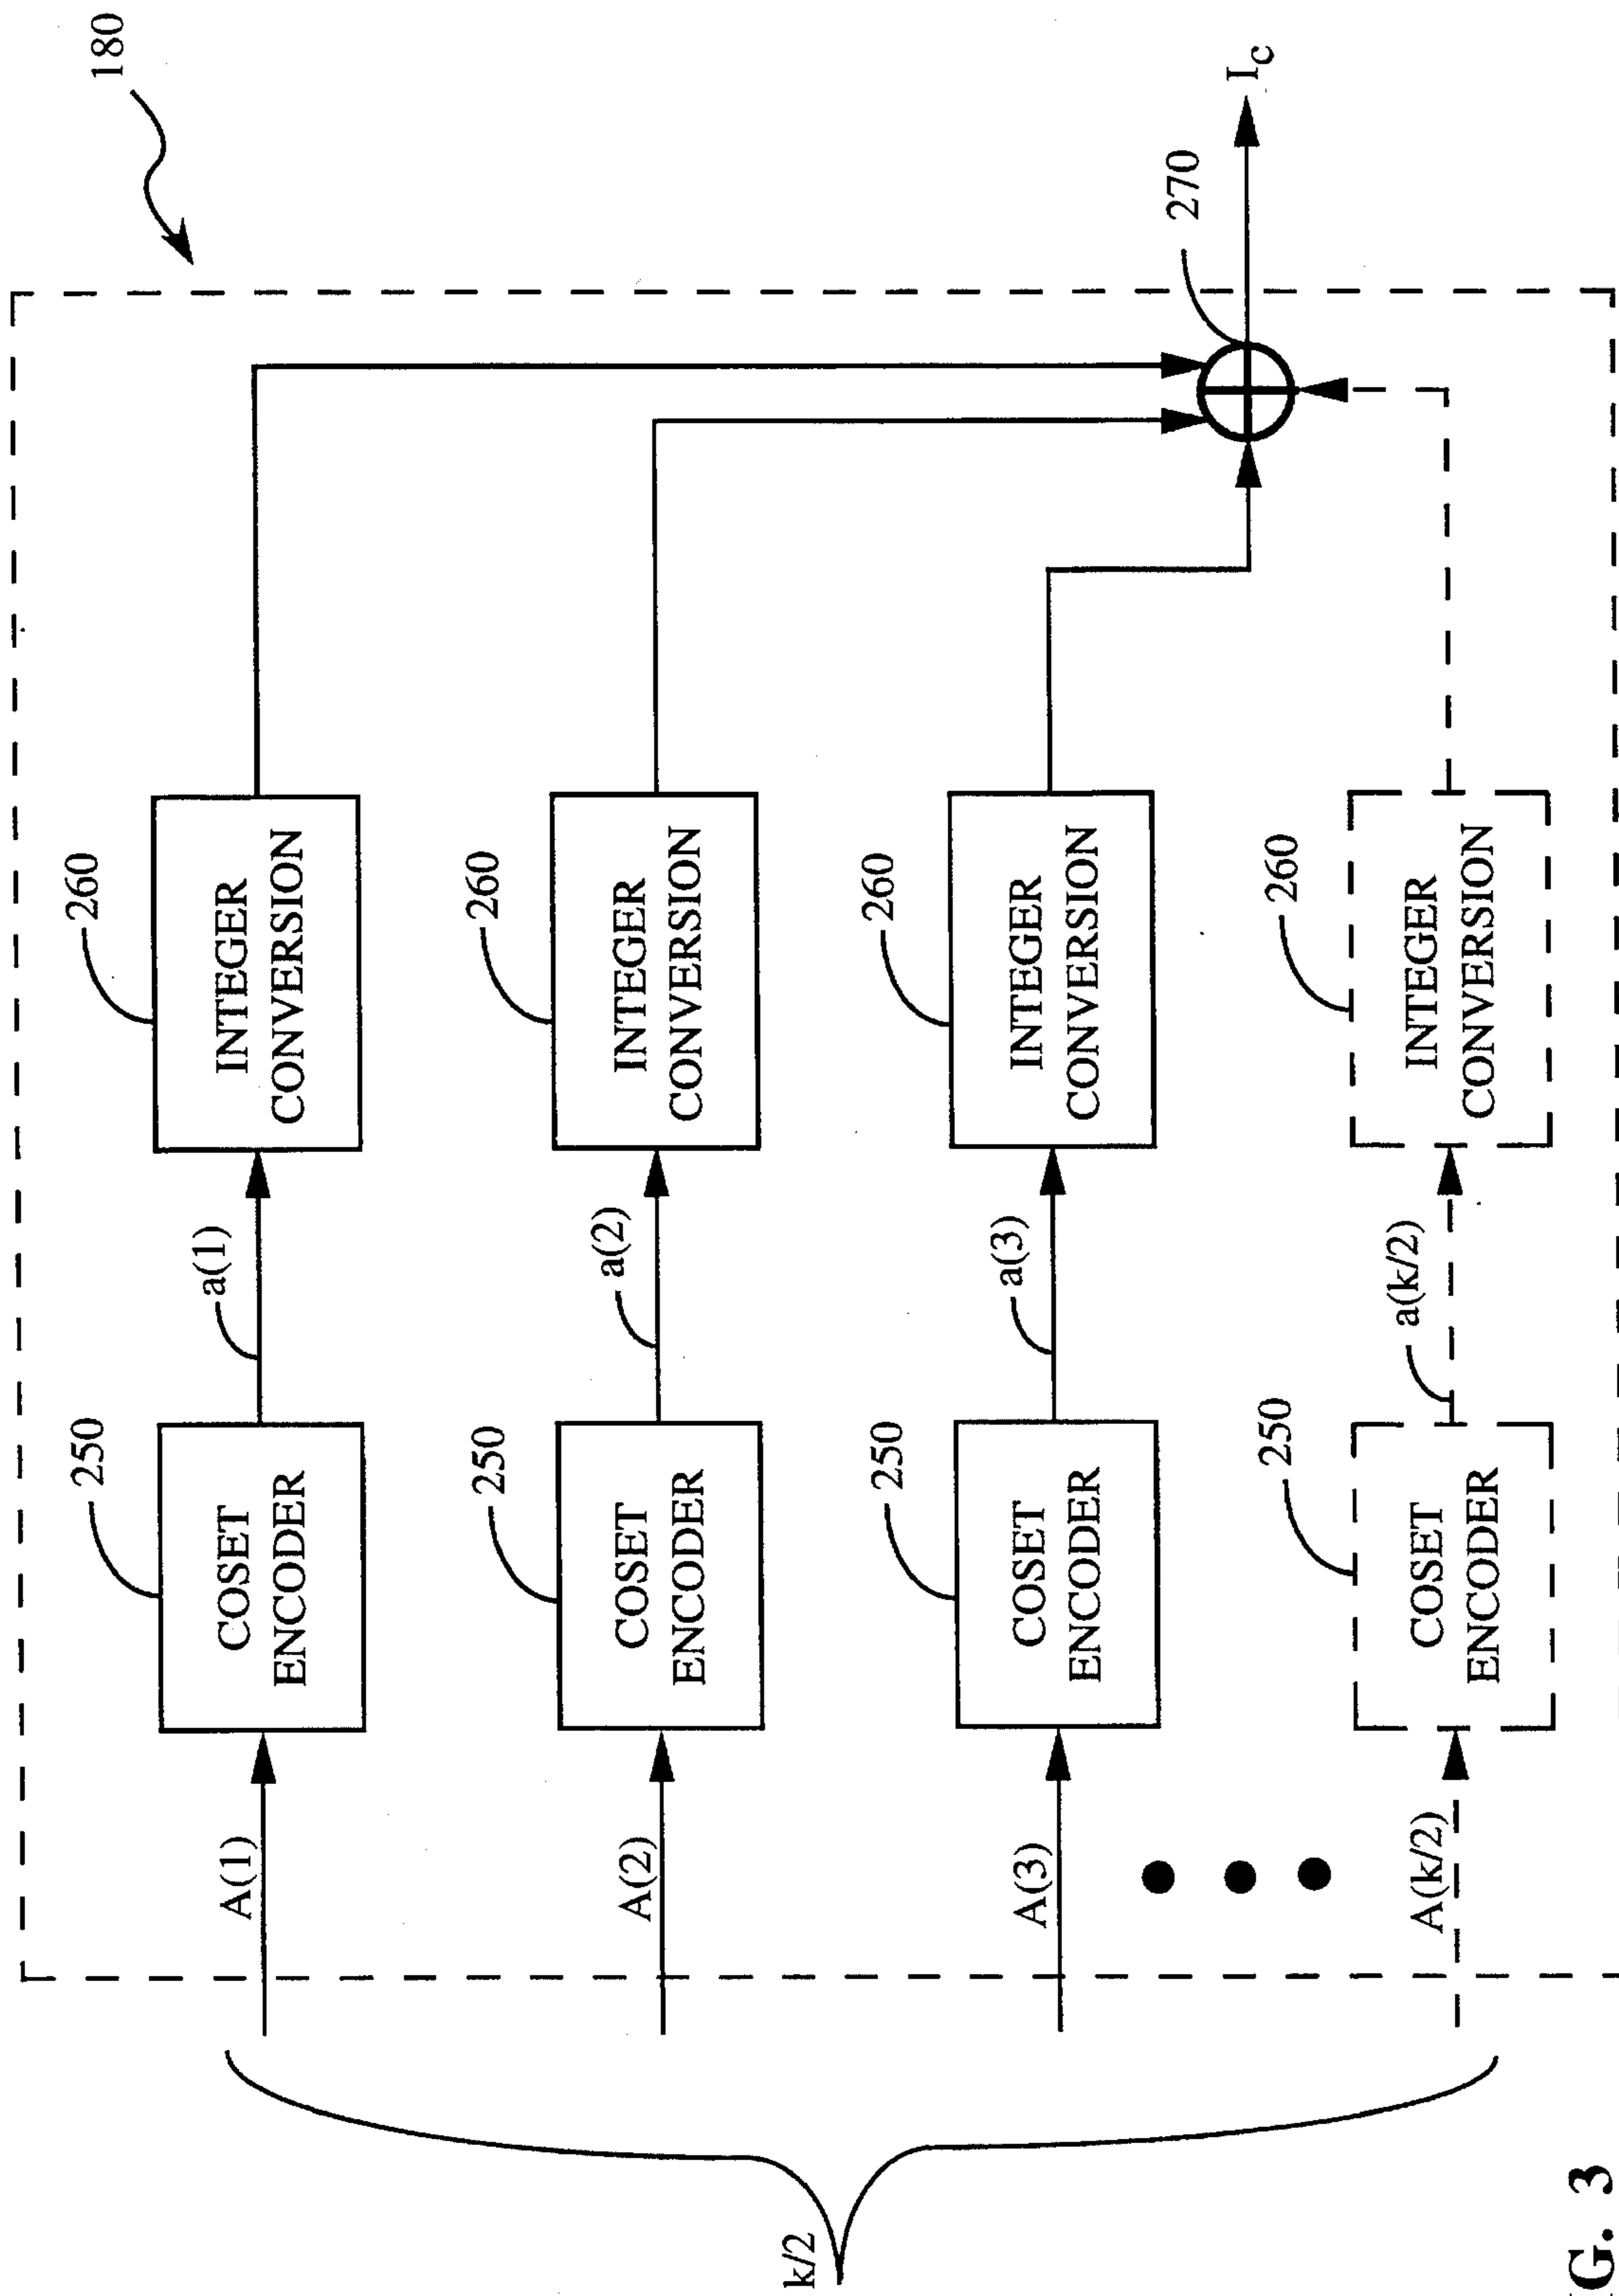 180
k/2
A(1)
250
COSET
ENCODER
a(1)
260
INTEGER
CONVERSION
A(2)
250
COSET
ENCODER
a(2)
260
INTEGER
CONVERSION
A(3)
250
COSET
ENCODER
a(3)
260
INTEGER
CONVERSION
270
Ic
A(k/2)
250
COSET
ENCODER
a(k/2)
260
INTEGER
CONVERSION
G. 3